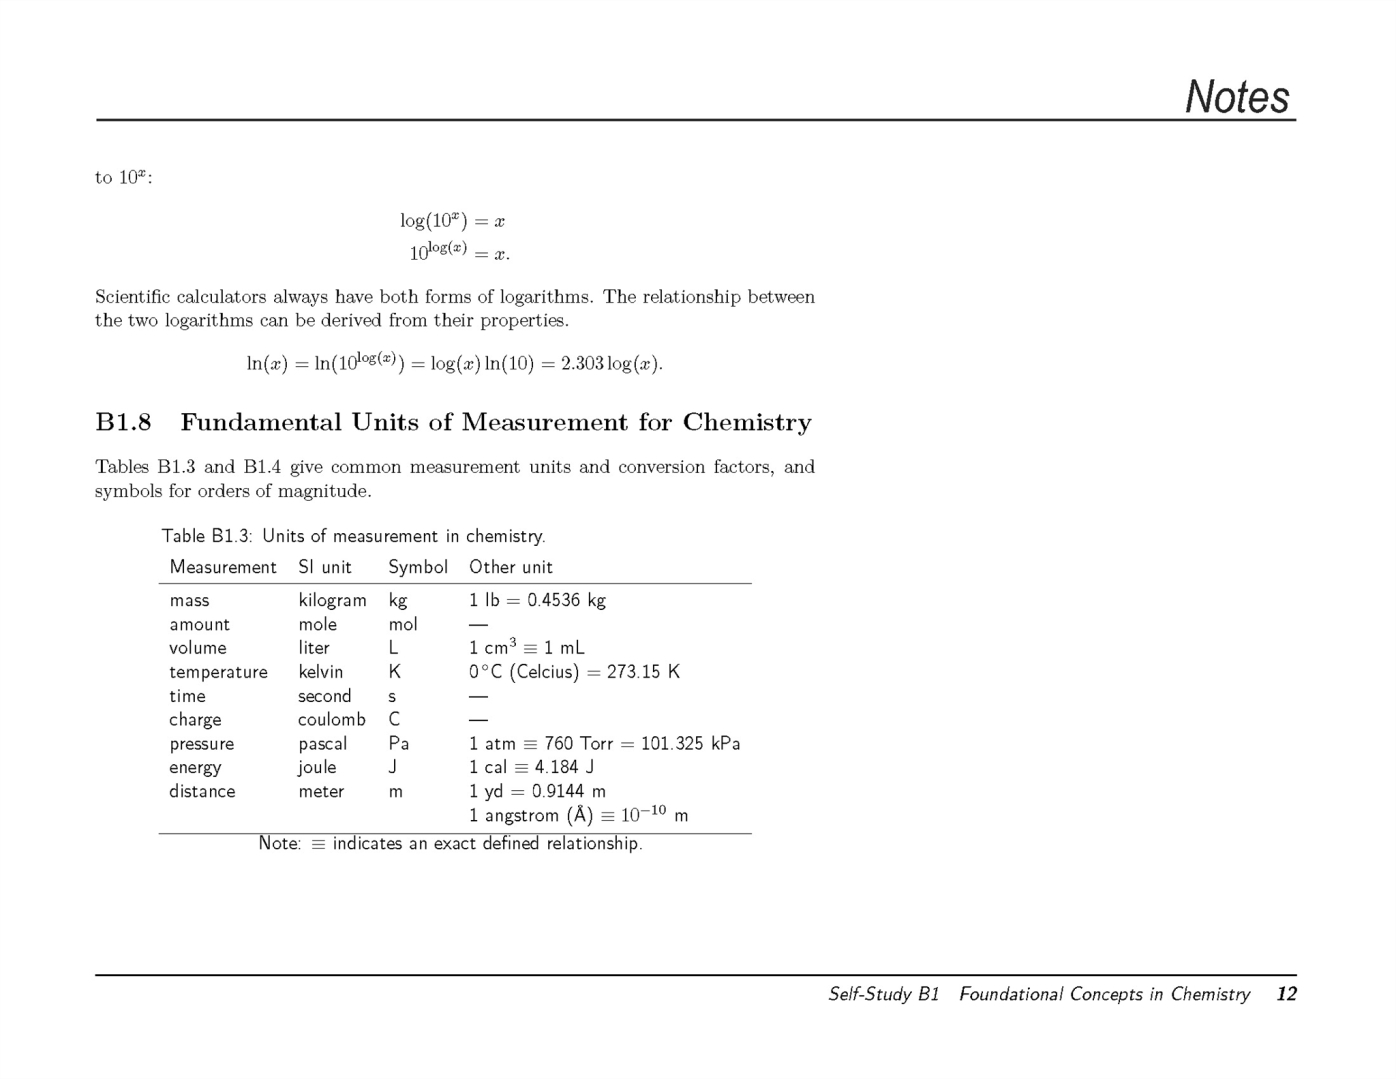 Notes
to 10ˣ:
log(10ˣ) = x
10^log(x) = x.
Scientific calculators always have both forms of logarithms. The relationship between
the two logarithms can be derived from their properties.
ln(x) = ln(10^log(x)) = log(x) ln(10) = 2.303 log(x).
B1.8 Fundamental Units of Measurement for Chemistry
Tables B1.3 and B1.4 give common measurement units and conversion factors, and
symbols for orders of magnitude.
Table B1.3: Units of measurement in chemistry.
Measurement SI unit Symbol Other unit
mass kilogram kg 1 lb = 0.4536 kg
amount mole mol —
volume liter L 1 cm³ ≡ 1 mL
temperature kelvin K 0°C (Celcius) = 273.15 K
time second s —
charge coulomb C —
pressure pascal Pa 1 atm ≡ 760 Torr = 101.325 kPa
energy joule J 1 cal ≡ 4.184 J
distance meter m 1 yd = 0.9144 m
1 angstrom (Å) ≡ 10⁻¹⁰ m
Note: ≡ indicates an exact defined relationship.
Self-Study B1 Foundational Concepts in Chemistry 12